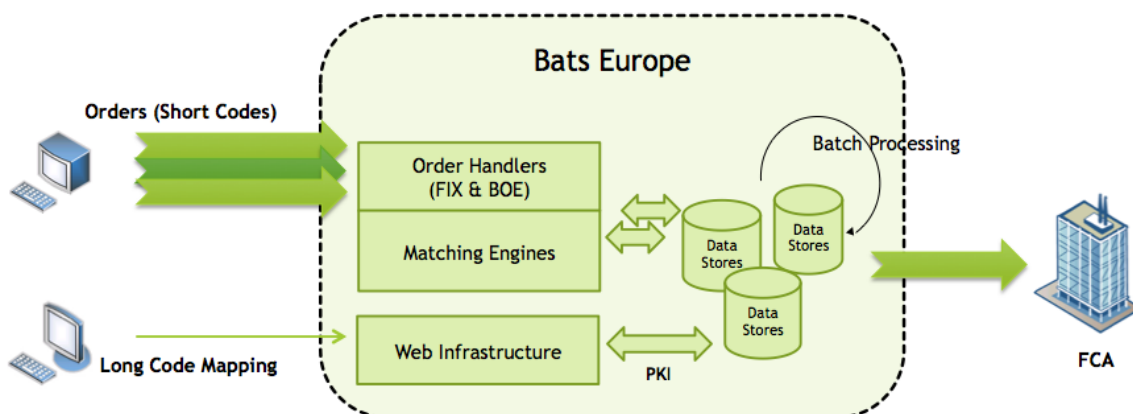 Bats Europe
Orders (Short Codes)
Batch Processing
Order Handlers
(FIX & BOE)
Matching Engines
Data
Stores
Data
Stores
Data
Stores
Web Infrastructure
Long Code Mapping
PKI
FCA